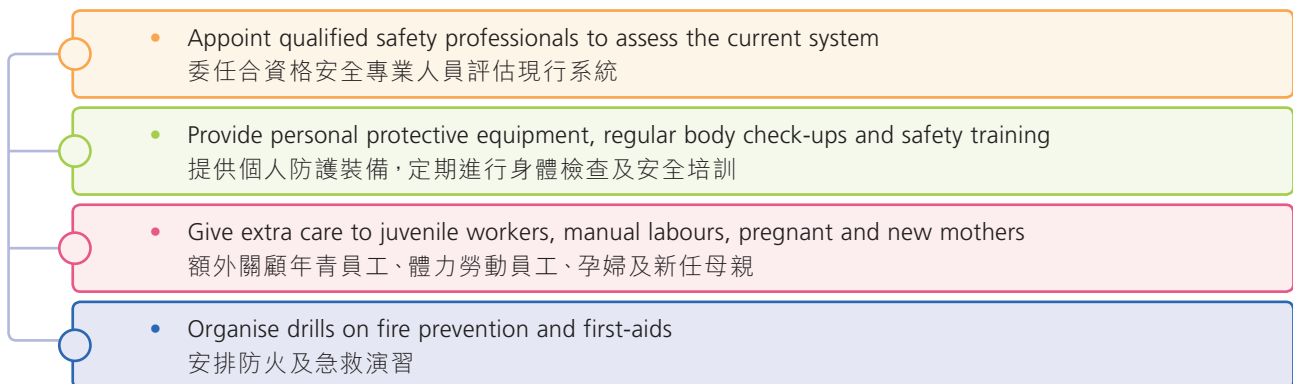 • Appoint qualified safety professionals to assess the current system
委任合資格安全專業人員評估現行系統
• Provide personal protective equipment, regular body check-ups and safety training
提供個人防護裝備，定期進行身體檢查及安全培訓
• Give extra care to juvenile workers, manual labours, pregnant and new mothers
額外關顧年青員工、體力勞動員工、孕婦及新任母親
• Organise drills on fire prevention and first-aids
安排防火及急救演習